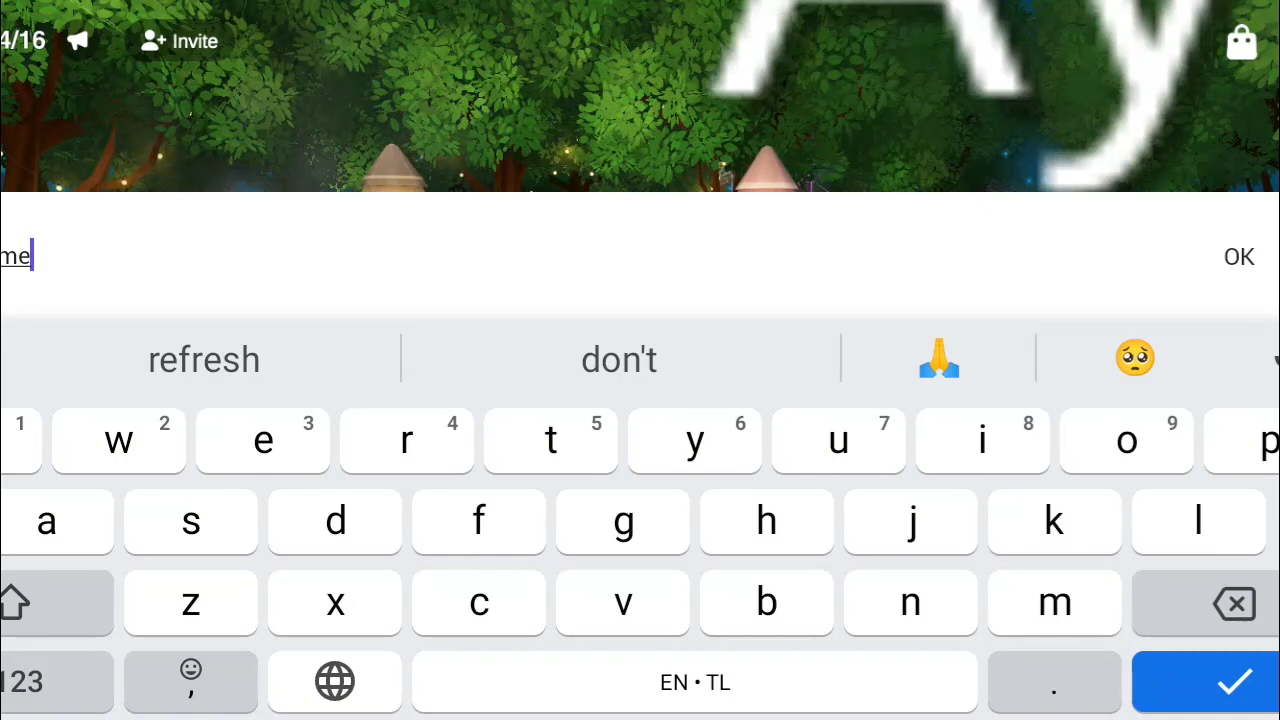 4/16 Invite
Ay
me OK
refresh don't 🙏 🥺
1 w 2 e 3 r 4 t 5 y 6 u 7 i 8 o 9 p
a s d f g h j k l
z x c v b n m
123 , EN • TL .